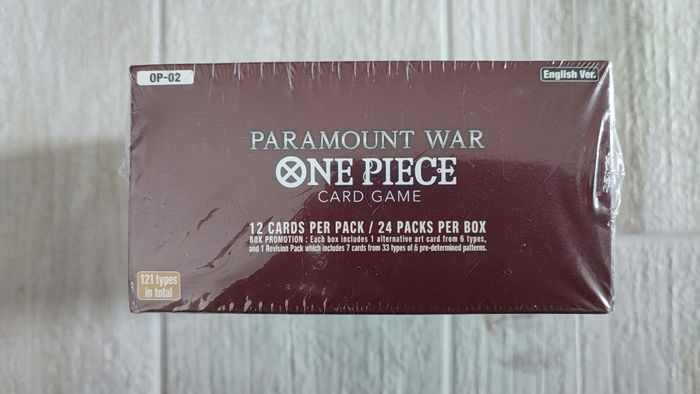 OP-02
English Ver.
PARAMOUNT WAR
ONE PIECE
CARD GAME
12 CARDS PER PACK / 24 PACKS PER BOX
BOX PROMOTION : Each box includes 1 alternative art card from 6 types,
and 1 Revision Pack which includes 7 cards from 33 types of 6 pre-determined patterns.
121 types
in total